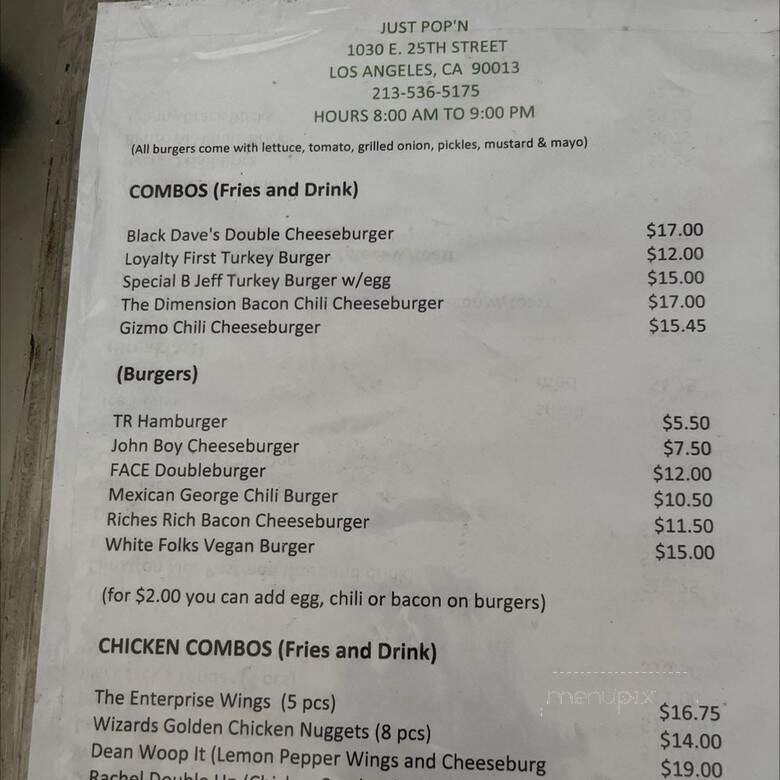 JUST POP'N
1030 E. 25TH STREET
LOS ANGELES, CA 90013
213-536-5175
HOURS 8:00 AM TO 9:00 PM
(All burgers come with lettuce, tomato, grilled onion, pickles, mustard & mayo)
COMBOS (Fries and Drink)
Black Dave's Double Cheeseburger $17.00
Loyalty First Turkey Burger $12.00
Special B Jeff Turkey Burger w/egg $15.00
The Dimension Bacon Chili Cheeseburger $17.00
Gizmo Chili Cheeseburger $15.45
(Burgers)
TR Hamburger $5.50
John Boy Cheeseburger $7.50
FACE Doubleburger $12.00
Mexican George Chili Burger $10.50
Riches Rich Bacon Cheeseburger $11.50
White Folks Vegan Burger $15.00
(for $2.00 you can add egg, chili or bacon on burgers)
CHICKEN COMBOS (Fries and Drink)
menupix
The Enterprise Wings (5 pcs) $16.75
Wizards Golden Chicken Nuggets (8 pcs) $14.00
Dean Woop It (Lemon Pepper Wings and Cheeseburg $19.00
Rachel Double